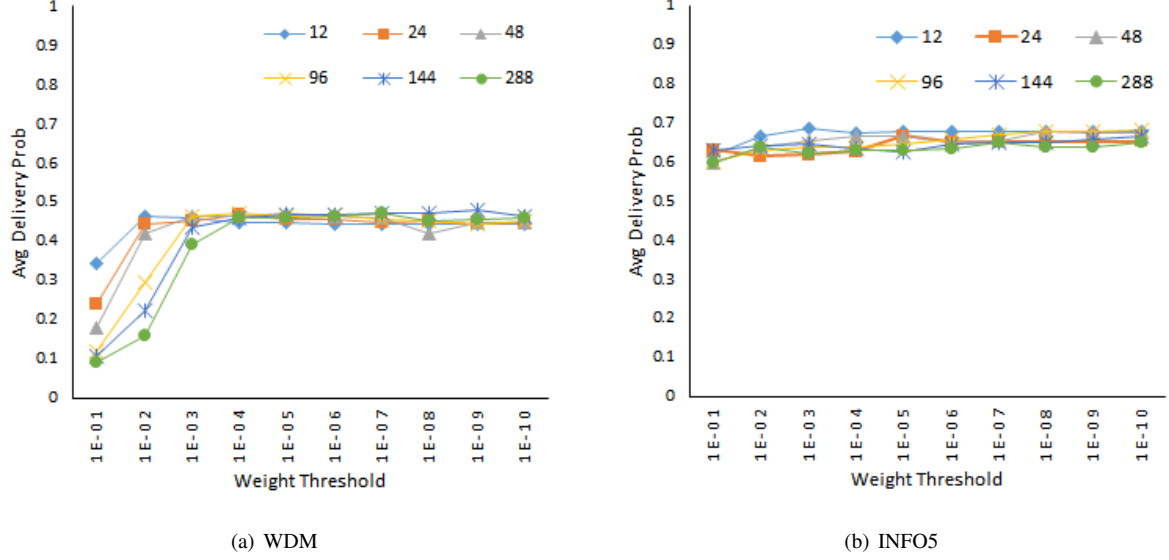 1
0.9
0.8
0.7
0.6
0.5
0.4
0.3
0.2
0.1
0
Avg Delivery Prob
12 24 48
96 144 288
1E-01 1E-02 1E-03 1E-04 1E-05 1E-06 1E-07 1E-08 1E-09 1E-10
Weight Threshold
(a) WDM
1
0.9
0.8
0.7
0.6
0.5
0.4
0.3
0.2
0.1
0
Avg Delivery Prob
12 24 48
96 144 288
1E-01 1E-02 1E-03 1E-04 1E-05 1E-06 1E-07 1E-08 1E-09 1E-10
Weight Threshold
(b) INFO5